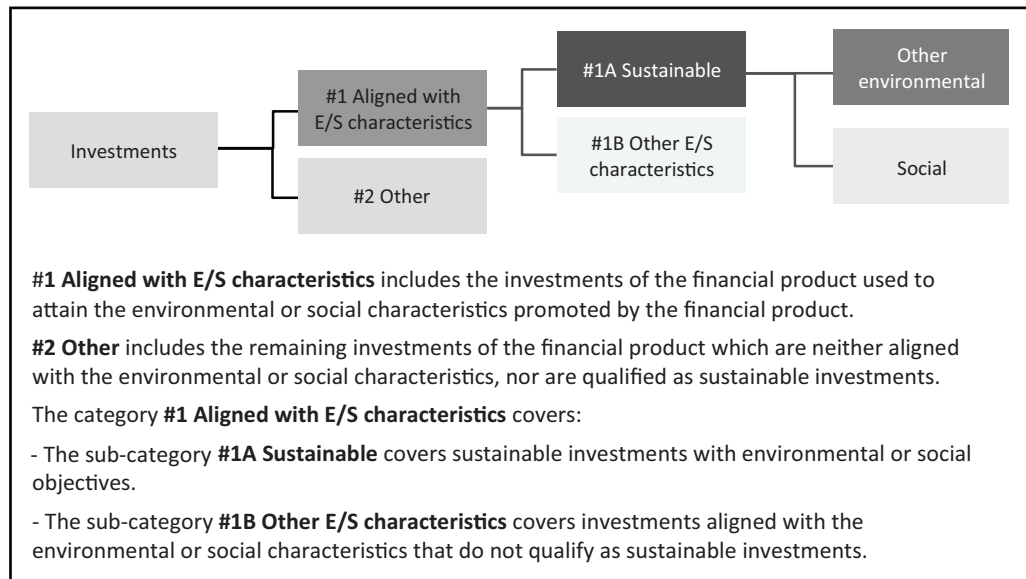 Investments
#1 Aligned with
E/S characteristics
#2 Other
#1A Sustainable
#1B Other E/S
characteristics
Other
environmental
Social
#1 Aligned with E/S characteristics includes the investments of the financial product used to
attain the environmental or social characteristics promoted by the financial product.
#2 Other includes the remaining investments of the financial product which are neither aligned
with the environmental or social characteristics, nor are qualified as sustainable investments.
The category #1 Aligned with E/S characteristics covers:
- The sub-category #1A Sustainable covers sustainable investments with environmental or social
objectives.
- The sub-category #1B Other E/S characteristics covers investments aligned with the
environmental or social characteristics that do not qualify as sustainable investments.